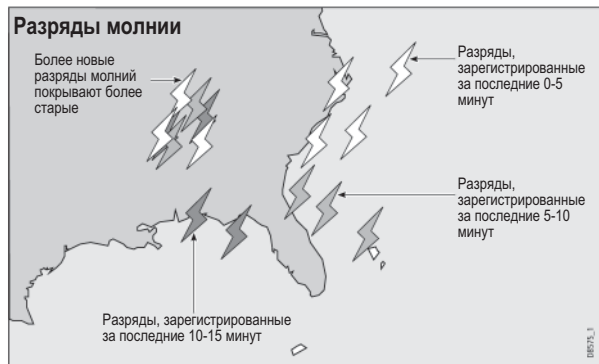 Разряды молнии
Более новые
разряды молний
покрывают более
старые
Разряды,
зарегистрированные
за последние 0-5
минут
Разряды,
зарегистрированные
за последние 5-10
минут
Разряды, зарегистрированные
за последние 10-15 минут
D8575_1